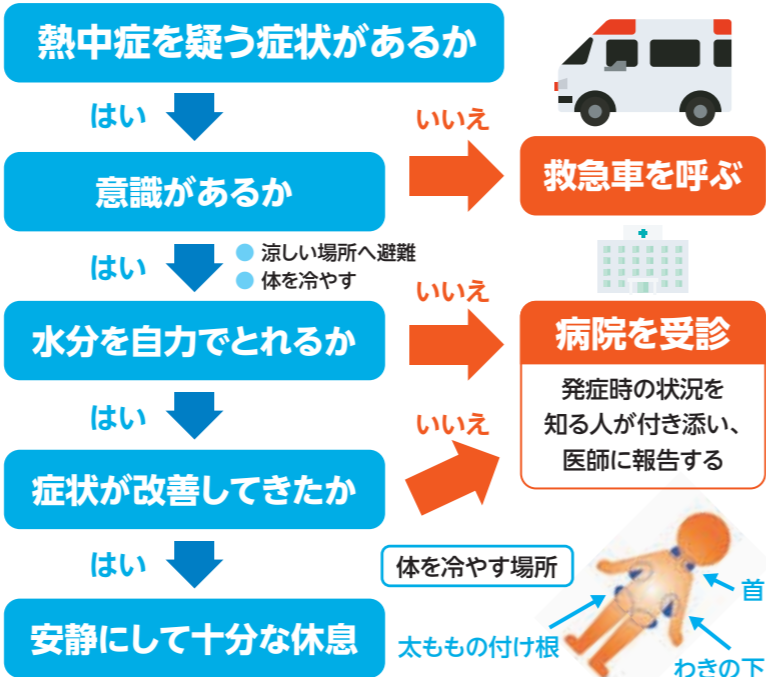 熱中症を疑う症状があるか
はい
いいえ
意識があるか
救急車を呼ぶ
はい
涼しい場所へ避難
体を冷やす
いいえ
水分を自力でとれるか
病院を受診
発症時の状況を
知る人が付き添い、
医師に報告する
はい
いいえ
症状が改善してきたか
はい
体を冷やす場所
首
安静にして十分な休息
太ももの付け根
わきの下